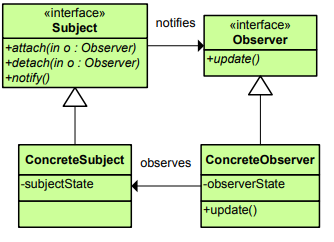 «interface»
Subject
+attach(in o : Observer)
+detach(in o : Observer)
+notify()
notifies
«interface»
Observer
+update()
ConcreteSubject
-subjectState
observes
ConcreteObserver
-observerState
+update()